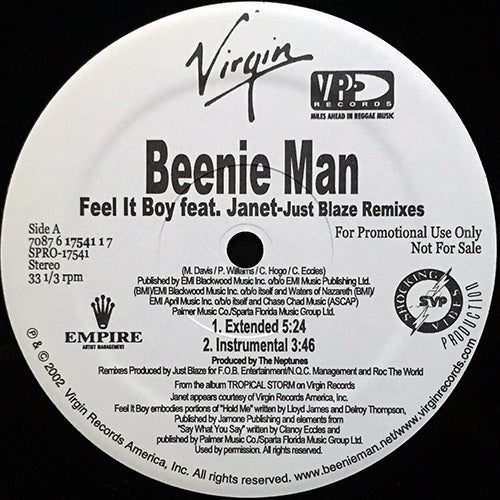 Virgin
VP
RECORDS
MILES AHEAD IN REGGAE MUSIC
Beenie Man
Feel It Boy feat. Janet-Just Blaze Remixes
Side A
7087 6 17541 1 7
SPRO-17541
Stereo
33 1/3 rpm
For Promotional Use Only
Not For Sale
(M. Davis/ P. Williams/ C. Hogo/ C. Eccles)
Published by EMI Blackwood Music Inc. o/b/o EMI Music Publishing Ltd.
(BMI)/EMI Blackwood Music Inc. o/b/o itself and Waters of Nazareth (BMI)/
EMI April Music Inc. o/b/o itself and Chase Chad Music (ASCAP)
Palmer Music Co./Sparta Florida Music Group Ltd.
EMPIRE
ARTIST MANAGEMENT
SHOCKING VIBES
SVP
PRODUCTION
1. Extended 5:24
2. Instrumental 3:46
Produced by The Neptunes
Remixes Produced by Just Blaze for F.O.B. Entertainment/N.Q.C. Management and Roc The World
From the album TROPICAL STORM on Virgin Records
Janet appears courtesy of Virgin Records America, Inc.
Feel It Boy embodies portions of "Hold Me" written by Lloyd James and Delroy Thompson,
Published by Jamone Publishing and elements from
"Say What You Say" written by Clancy Eccles and
published by Palmer Music Co./Sparta Florida Music Group Ltd.
Used by permission. All rights reserved.
℗ & © 2002 Virgin Records America, Inc. All rights reserved. www.beenieman.net/www.virginrecords.com